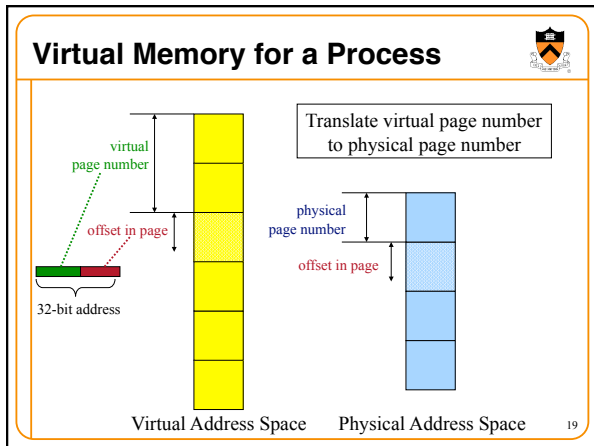 Virtual Memory for a Process
Translate virtual page number
to physical page number
virtual
page number
offset in page
32-bit address
physical
page number
offset in page
Virtual Address Space
Physical Address Space
19